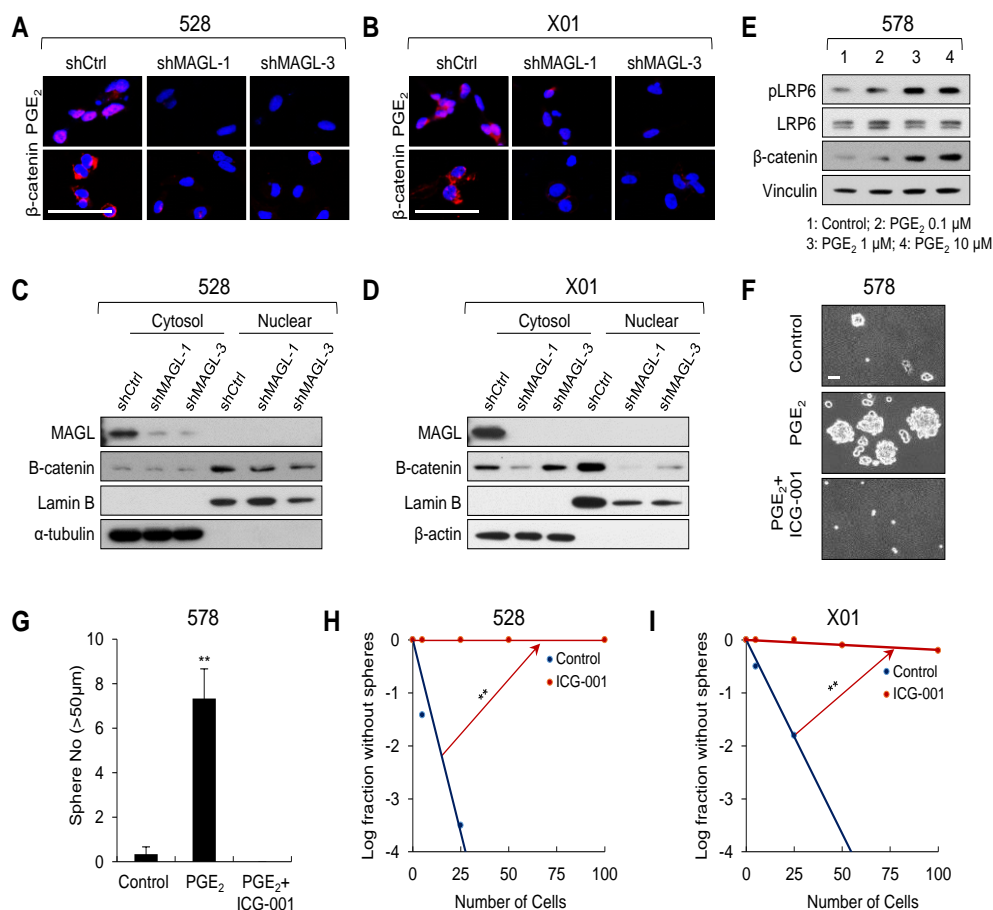 A
528
shCtrl
shMAGL-1
shMAGL-3
PGE2
β-catenin
B
X01
shCtrl
shMAGL-1
shMAGL-3
PGE2
β-catenin
E
578
1 2 3 4
pLRP6
LRP6
β-catenin
Vinculin
1: Control; 2: PGE2 0.1 µM
3: PGE2 1 µM; 4: PGE2 10 µM
C
528
Cytosol
Nuclear
shCtrl
shMAGL-1
shMAGL-3
shCtrl
shMAGL-1
shMAGL-3
MAGL
B-catenin
Lamin B
α-tubulin
D
X01
Cytosol
Nuclear
shCtrl
shMAGL-1
shMAGL-3
shCtrl
shMAGL-1
shMAGL-3
MAGL
B-catenin
Lamin B
β-actin
F
578
Control
PGE2
PGE2+
ICG-001
G
578
Sphere No (>50µm)
10
8
6
4
2
0
**
Control
PGE2
PGE2+
ICG-001
H
528
Log fraction without spheres
0
-1
-2
-3
-4
Control
ICG-001
**
0 25 50 75 100
Number of Cells
I
X01
Log fraction without spheres
0
-1
-2
-3
-4
Control
ICG-001
**
0 25 50 75 100
Number of Cells